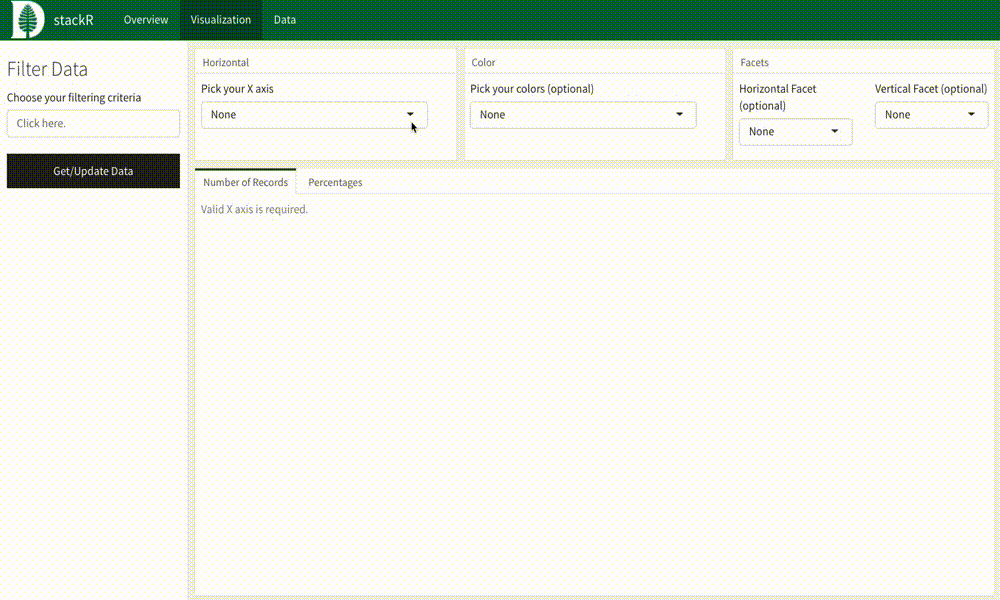 stackR
Overview
Visualization
Data
Filter Data
Choose your filtering criteria
Click here.
Get/Update Data
Horizontal
Pick your X axis
None
Color
Pick your colors (optional)
None
Facets
Horizontal Facet
(optional)
None
Vertical Facet (optional)
None
Number of Records
Percentages
Valid X axis is required.